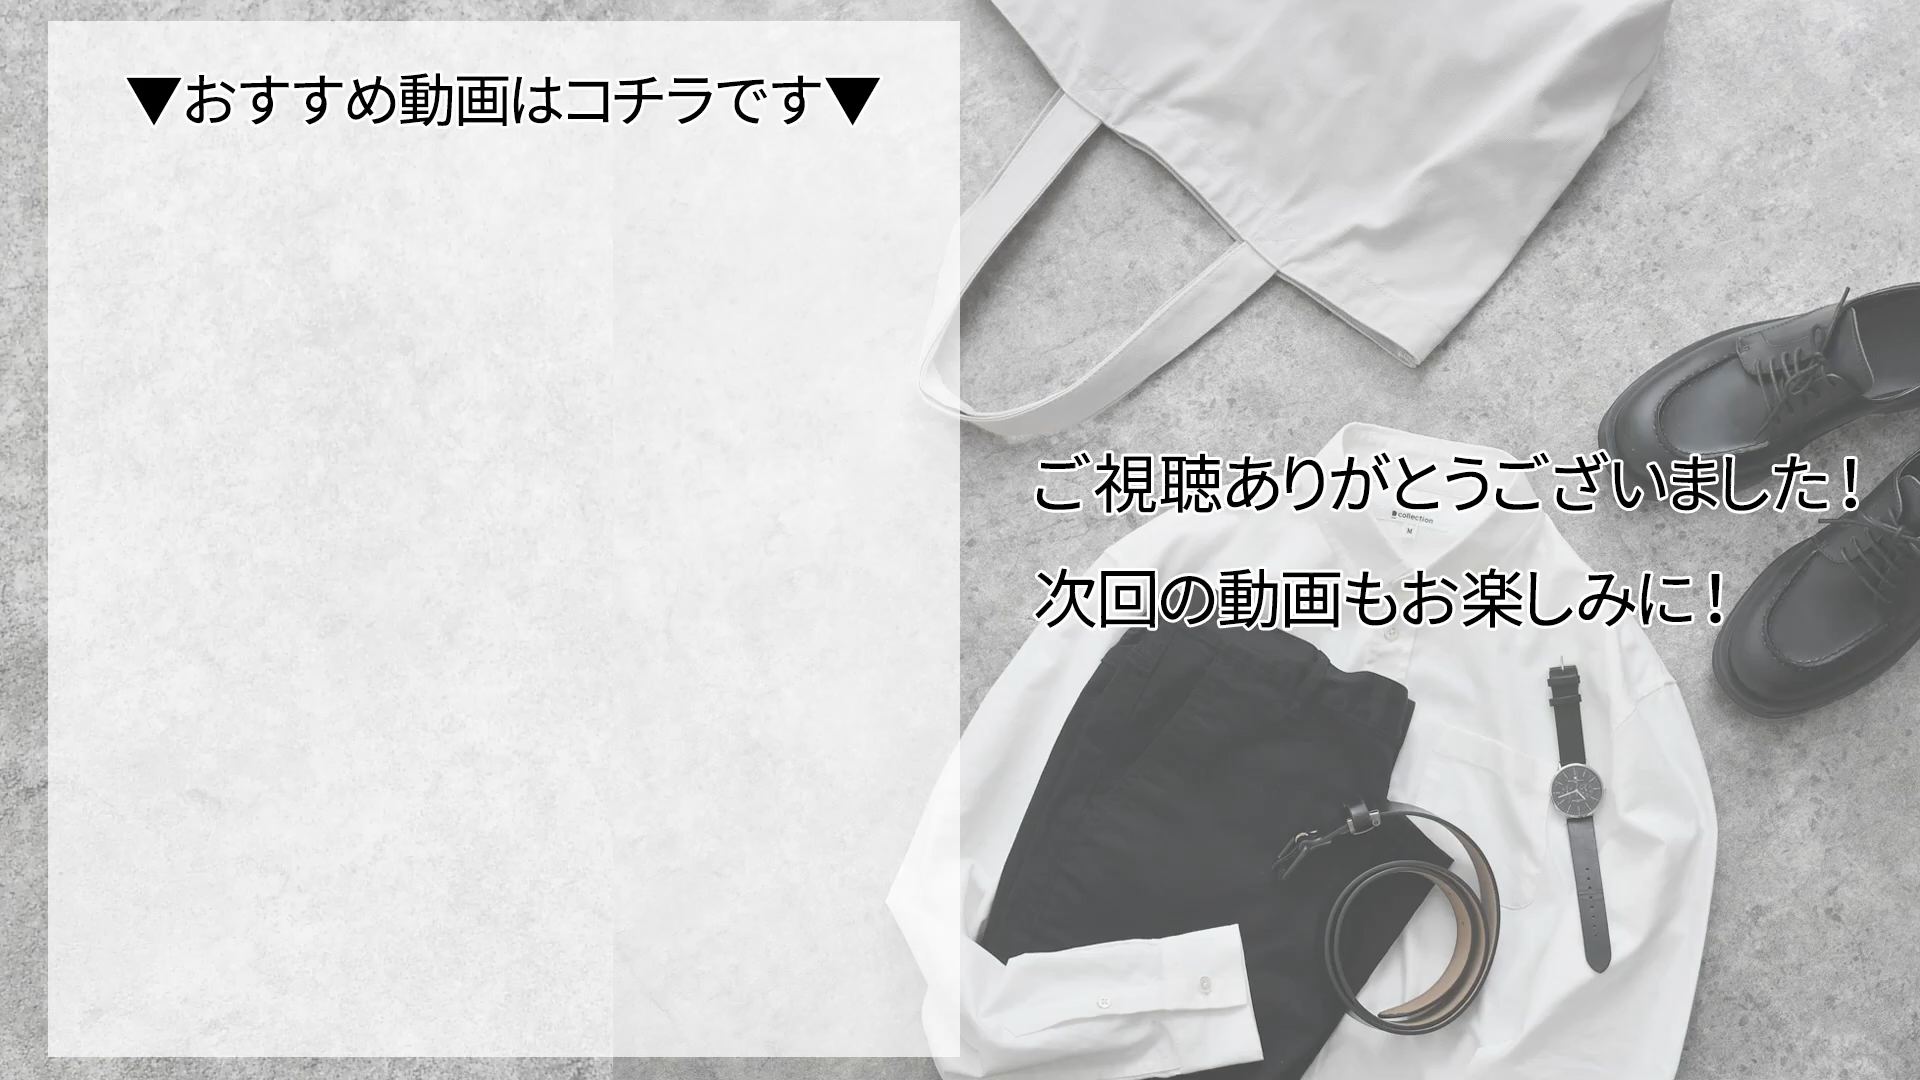 ▼おすすめ動画はコチラです▼
ご視聴ありがとうございました！
collection
M
次回の動画もお楽しみに！